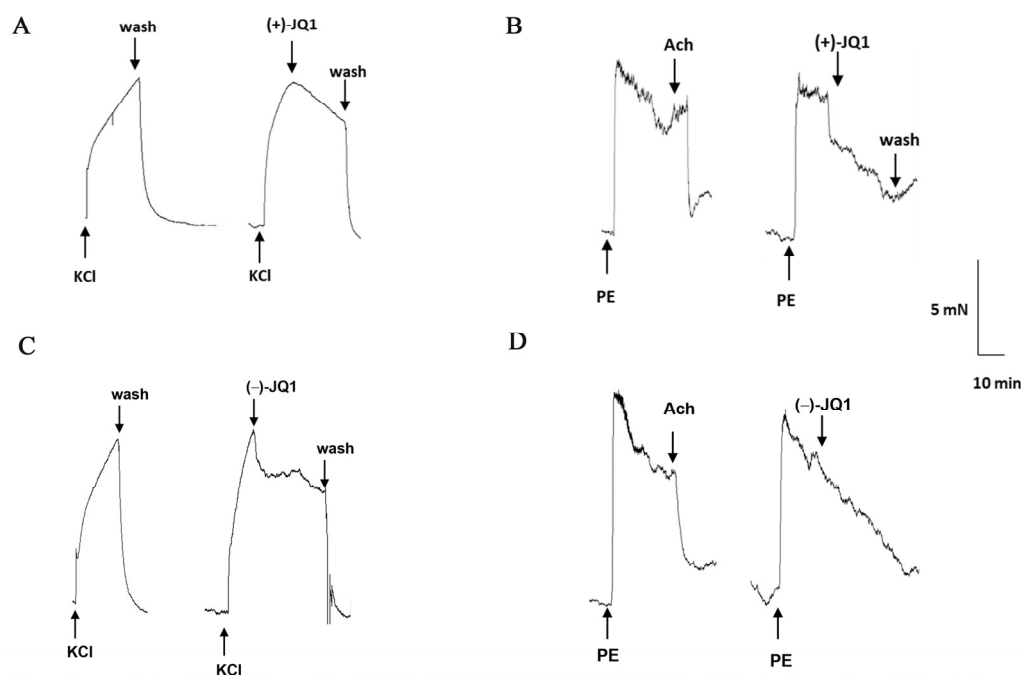 A
wash
(+)-JQ1
wash
KCl
KCl
B
Ach
(+)-JQ1
wash
PE
PE
5 mN
10 min
C
wash
(−)-JQ1
wash
KCl
KCl
D
Ach
(−)-JQ1
PE
PE